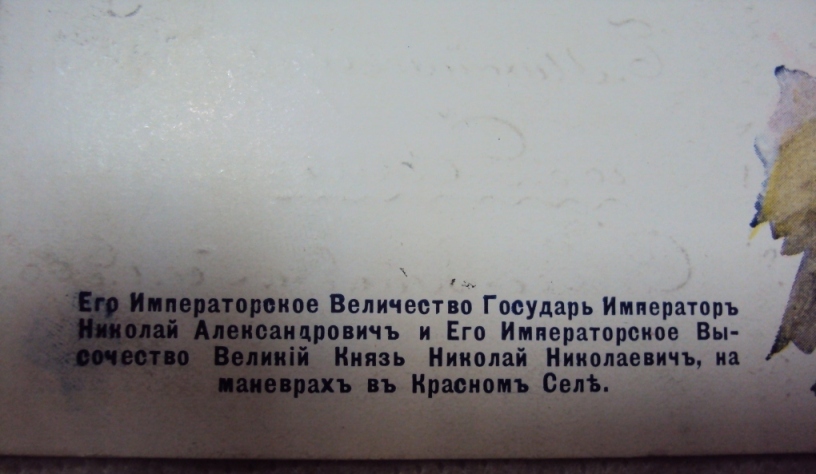 Его Императорское Величество Государь Императоръ
Николай Александровичъ и Его Императорское Вы-
сочество Великій Князь Николай Николаевичъ, на
маневрахъ въ Красномъ Селѣ.